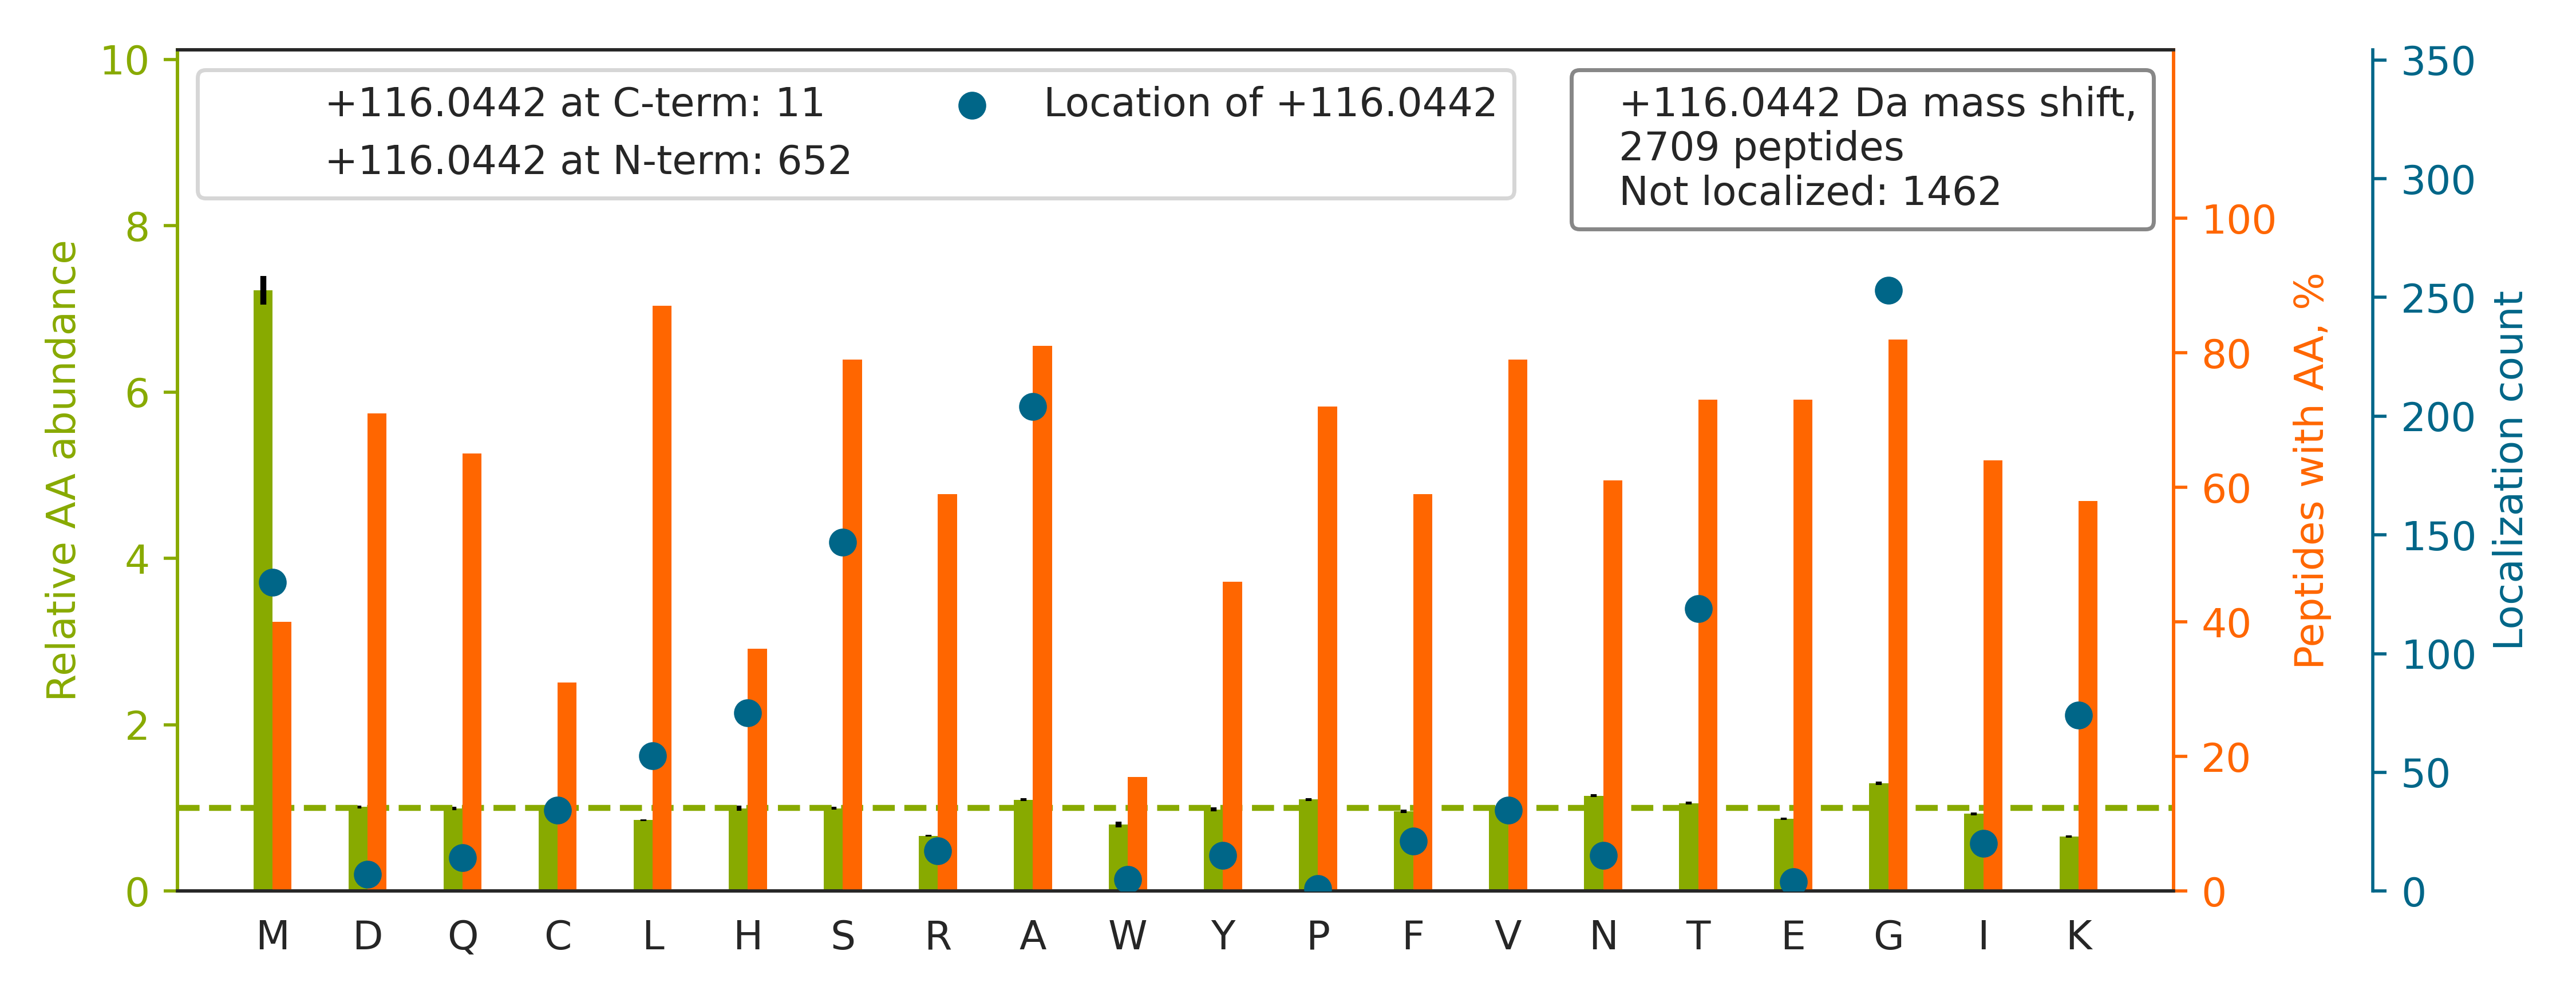 +116.0442 at C-term: 11
+116.0442 at N-term: 652
Location of +116.0442
+116.0442 Da mass shift,
2709 peptides
Not localized: 1462
Relative AA abundance
10
8
6
4
2
0
M D Q C L H S R A W Y P F V N T E G I K
100
80
60
40
20
0
Peptides with AA, %
350
300
250
200
150
100
50
0
Localization count